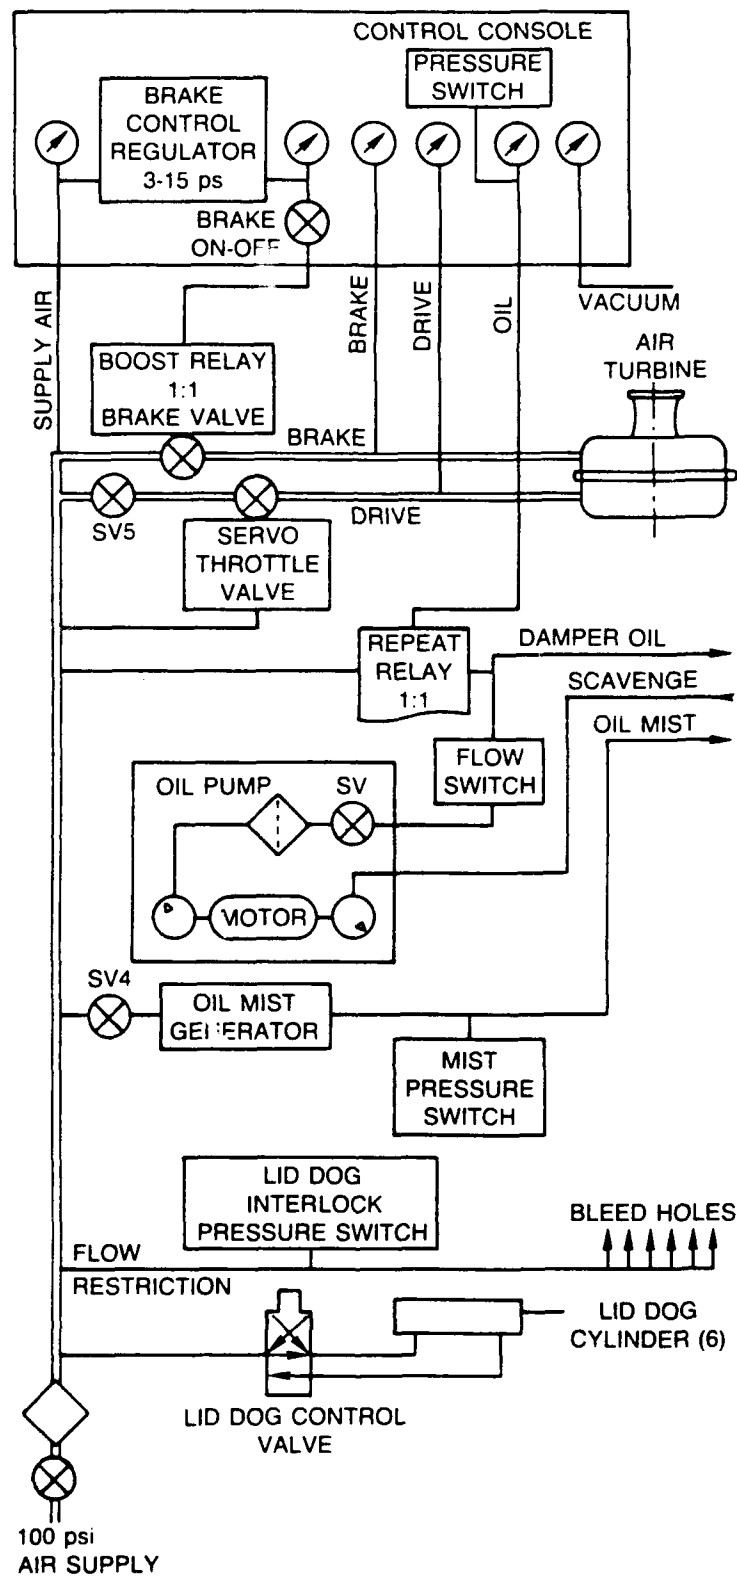 CONTROL CONSOLE
PRESSURE
SWITCH
BRAKE
CONTROL
REGULATOR
3-15 ps
BRAKE
ON-OFF
SUPPLY AIR
BRAKE
DRIVE
OIL
VACUUM
AIR
TURBINE
BOOST RELAY
1:1
BRAKE VALVE
BRAKE
SV5
DRIVE
SERVO
THROTTLE
VALVE
REPEAT
RELAY
1:1
DAMPER OIL
SCAVENGE
OIL MIST
FLOW
SWITCH
OIL PUMP
SV
MOTOR
SV4
OIL MIST
GENERATOR
MIST
PRESSURE
SWITCH
LID DOG
INTERLOCK
PRESSURE SWITCH
BLEED HOLES
FLOW
RESTRICTION
LID DOG
CYLINDER (6)
LID DOG CONTROL
VALVE
100 psi
AIR SUPPLY